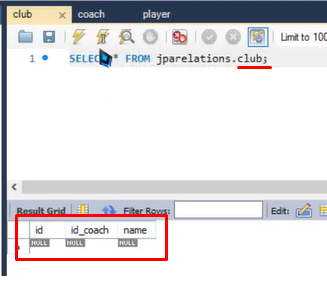 club × coach player
Limit to 100
1 SELECT * FROM jparelations.club;
Result Grid Filter Rows: Edit:
id id_coach name
NULL NULL NULL